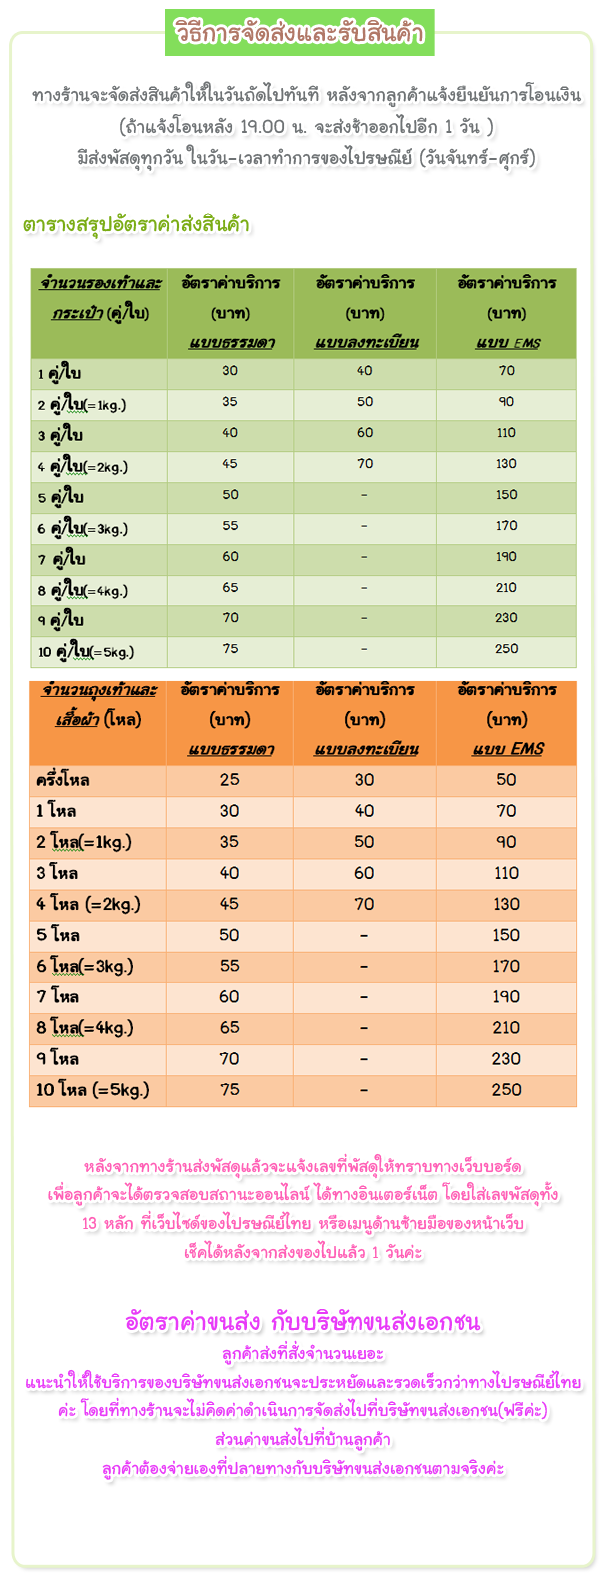 วิธีการจัดส่งและรับสินค้า
ทางร้านจะจัดส่งสินค้าให้ในวันถัดไปทันที หลังจากลูกค้าแจ้งยืนยันการโอนเงิน
(ถ้าแจ้งโอนหลัง 19.00 น. จะส่งช้าออกไปอีก 1 วัน )
มีส่งพัสดุทุกวัน ในวัน-เวลาทำการของไปรษณีย์ (วันจันทร์-ศุกร์)
ตารางสรุปอัตราค่าส่งสินค้า
จำนวนรองเท้าและ อัตราค่าบริการ อัตราค่าบริการ อัตราค่าบริการ
กระเป๋า (คู่/ใบ) (บาท) (บาท) (บาท)
แบบธรรมดา แบบลงทะเบียน แบบ EMS
1 คู่/ใบ 30 40 70
2 คู่/ใบ(=1kg.) 35 50 90
3 คู่/ใบ 40 60 110
4 คู่/ใบ(=2kg.) 45 70 130
5 คู่/ใบ 50 - 150
6 คู่/ใบ(=3kg.) 55 - 170
7 คู่/ใบ 60 - 190
8 คู่/ใบ(=4kg.) 65 - 210
9 คู่/ใบ 70 - 230
10 คู่/ใบ(=5kg.) 75 - 250
จำนวนถุงเท้าและ อัตราค่าบริการ อัตราค่าบริการ อัตราค่าบริการ
เสื้อผ้า (โหล) (บาท) (บาท) (บาท)
แบบธรรมดา แบบลงทะเบียน แบบ EMS
ครึ่งโหล 25 30 50
1 โหล 30 40 70
2 โหล(=1kg.) 35 50 90
3 โหล 40 60 110
4 โหล (=2kg.) 45 70 130
5 โหล 50 - 150
6 โหล(=3kg.) 55 - 170
7 โหล 60 - 190
8 โหล(=4kg.) 65 - 210
9 โหล 70 - 230
10 โหล (=5kg.) 75 - 250
หลังจากทางร้านส่งพัสดุแล้วจะแจ้งเลขที่พัสดุให้ทราบทางเว็บบอร์ด
เพื่อลูกค้าจะได้ตรวจสอบสถานะออนไลน์ ได้ทางอินเตอร์เน็ต โดยใส่เลขพัสดุทั้ง
13 หลัก ที่เว็บไซด์ของไปรษณีย์ไทย หรือเมนูด้านซ้ายมือของหน้าเว็บ
เช็คได้หลังจากส่งของไปแล้ว 1 วันค่ะ
อัตราค่าขนส่ง กับบริษัทขนส่งเอกชน
ลูกค้าส่งที่สั่งจำนวนเยอะ
แนะนำให้ใช้บริการของบริษัทขนส่งเอกชนจะประหยัดและรวดเร็วกว่าทางไปรษณีย์ไทย
ค่ะ โดยที่ทางร้านจะไม่คิดค่าดำเนินการจัดส่งไปที่บริษัทขนส่งเอกชน(ฟรีค่ะ)
ส่วนค่าขนส่งไปที่บ้านลูกค้า
ลูกค้าต้องจ่ายเองที่ปลายทางกับบริษัทขนส่งเอกชนตามจริงค่ะ